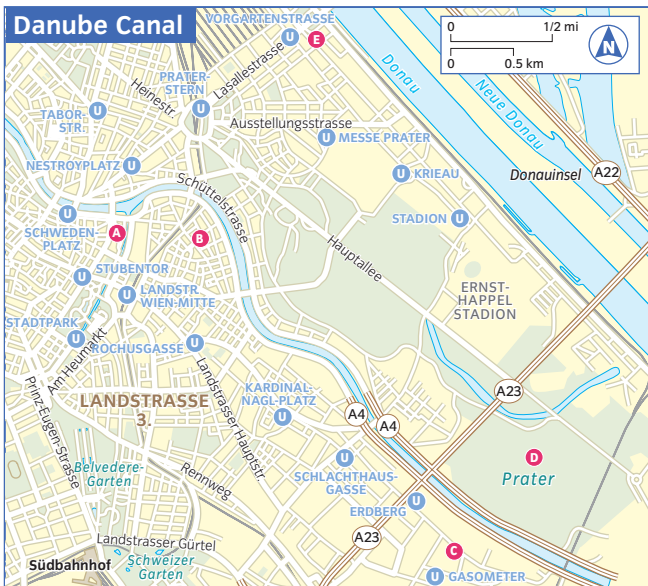 Danube Canal
VORGARTENSTRASSE
U
E
0
1/2 mi
0
0.5 km
N
PRATER-
STERN
U
Lasallestrasse
Heinestr.
Donau
Neue Donau
TABOR-
STR.
U
Ausstellungsstrasse
U
MESSE PRATER
NESTROYPLATZ
U
U
KRIEAU
Donauinsel
A22
Schüttelstrasse
U
SCHWEDEN-
PLATZ
A
B
STADION
U
Hauptallee
U
STUBENTOR
U
LANDSTR.
WIEN-MITTE
ERNST-
HAPPEL
STADION
STADTPARK
U
Am Heumarkt
ROCHUSGASSE
U
Prinz-Eugen-Strasse
LANDSTRASSE
3.
Landstrasser Hauptstr.
KARDINAL-
NAGL-PLATZ
U
A4
A4
A23
Belvedere-
Garten
Rennweg
U
SCHLACHTHAUS-
GASSE
D
Prater
ERDBERG
U
A23
Landstrasser Gürtel
C
Südbahnhof
Schweizer
Garten
U
GASOMETER